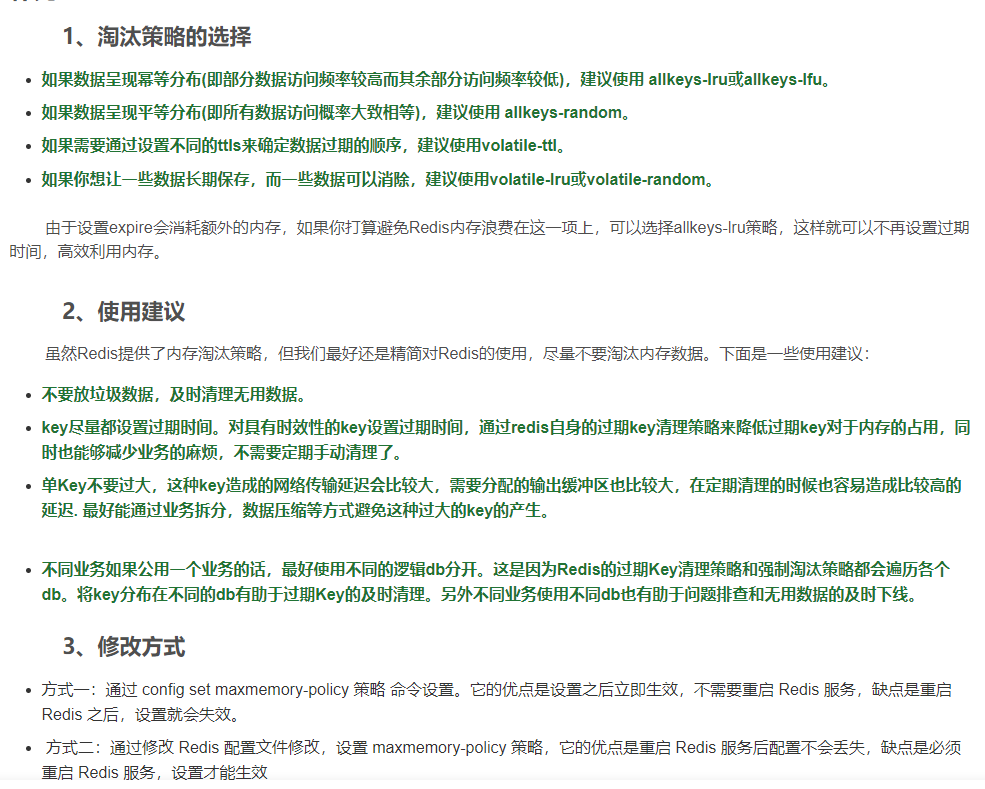 1、淘汰策略的选择
如果数据呈现幂等分布(即部分数据访问频率较高而其余部分访问频率较低)，建议使用 allkeys-lru或allkeys-lfu。
如果数据呈现平等分布(即所有数据访问概率大致相等)，建议使用 allkeys-random。
如果需要通过设置不同的ttls来确定数据过期的顺序，建议使用volatile-ttl。
如果你想让一些数据长期保存，而一些数据可以消除，建议使用volatile-lru或volatile-random。
由于设置expire会消耗额外的内存，如果你打算避免Redis内存浪费在这一项上，可以选择allkeys-lru策略，这样就可以不再设置过期
时间，高效利用内存。
2、使用建议
虽然Redis提供了内存淘汰策略，但我们最好还是精简对Redis的使用，尽量不要淘汰内存数据。下面是一些使用建议：
不要放垃圾数据，及时清理无用数据。
key尽量都设置过期时间。对具有时效性的key设置过期时间，通过redis自身的过期key清理策略来降低过期key对于内存的占用，同
时也能够减少业务的麻烦，不需要定期手动清理了。
单Key不要过大，这种key造成的网络传输延迟会比较大，需要分配的输出缓冲区也比较大，在定期清理的时候也容易造成比较高的
延迟. 最好能通过业务拆分，数据压缩等方式避免这种过大的key的产生。
不同业务如果公用一个业务的话，最好使用不同的逻辑db分开。这是因为Redis的过期Key清理策略和强制淘汰策略都会遍历各个
db。将key分布在不同的db有助于过期Key的及时清理。另外不同业务使用不同db也有助于问题排查和无用数据的及时下线。
3、修改方式
方式一：通过 config set maxmemory-policy 策略 命令设置。它的优点是设置之后立即生效，不需要重启 Redis 服务，缺点是重启
Redis 之后，设置就会失效。
方式二：通过修改 Redis 配置文件修改，设置 maxmemory-policy 策略，它的优点是重启 Redis 服务后配置不会丢失，缺点是必须
重启 Redis 服务，设置才能生效